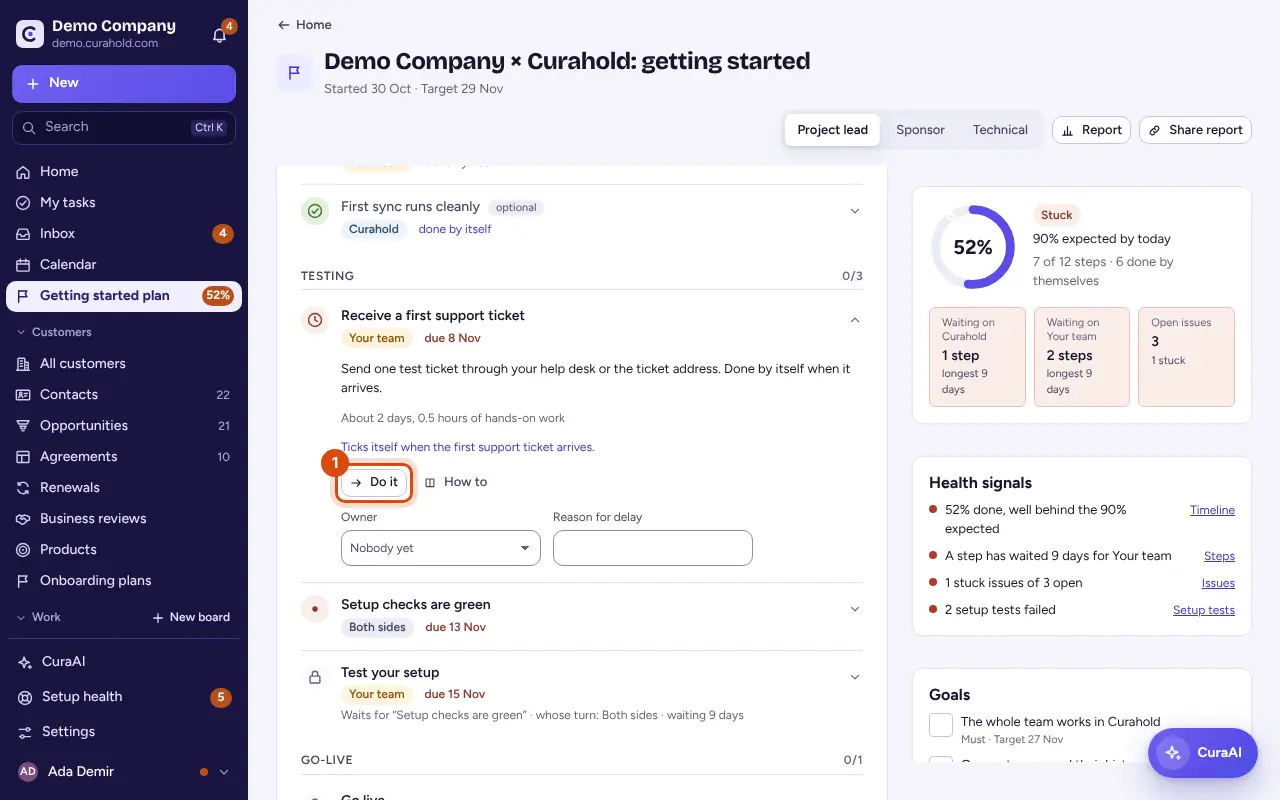 Demo Company
demo.curahold.com
4
New
Search
Ctrl K
Home
My tasks
Inbox
4
Calendar
Getting started plan
52%
Customers
All customers
Contacts
22
Opportunities
21
Agreements
10
Renewals
Business reviews
Products
Onboarding plans
Work
New board
CuraAI
Setup health
5
Settings
AD
Ada Demir
Home
Demo Company × Curahold: getting started
Started 30 Oct · Target 29 Nov
Project lead
Sponsor
Technical
Report
Share report
First sync runs cleanly
optional
Curahold
done by itself
TESTING
0/3
Receive a first support ticket
Your team
due 8 Nov
Send one test ticket through your help desk or the ticket address. Done by itself when it
arrives.
About 2 days, 0.5 hours of hands-on work
Ticks itself when the first support ticket arrives.
1
Do it
How to
Owner
Reason for delay
Nobody yet
Setup checks are green
Both sides
due 13 Nov
Test your setup
Your team
due 15 Nov
Waits for “Setup checks are green” · whose turn: Both sides · waiting 9 days
GO-LIVE
0/1
Go live
52%
Stuck
90% expected by today
7 of 12 steps · 6 done by
themselves
Waiting on
Curahold
1 step
longest 9
days
Waiting on
Your team
2 steps
longest 9
days
Open issues
3
1 stuck
Health signals
52% done, well behind the 90%
expected
Timeline
A step has waited 9 days for Your team
Steps
1 stuck issues of 3 open
Issues
2 setup tests failed
Setup tests
Goals
The whole team works in Curahold
Must · Target 27 Nov
CuraAI